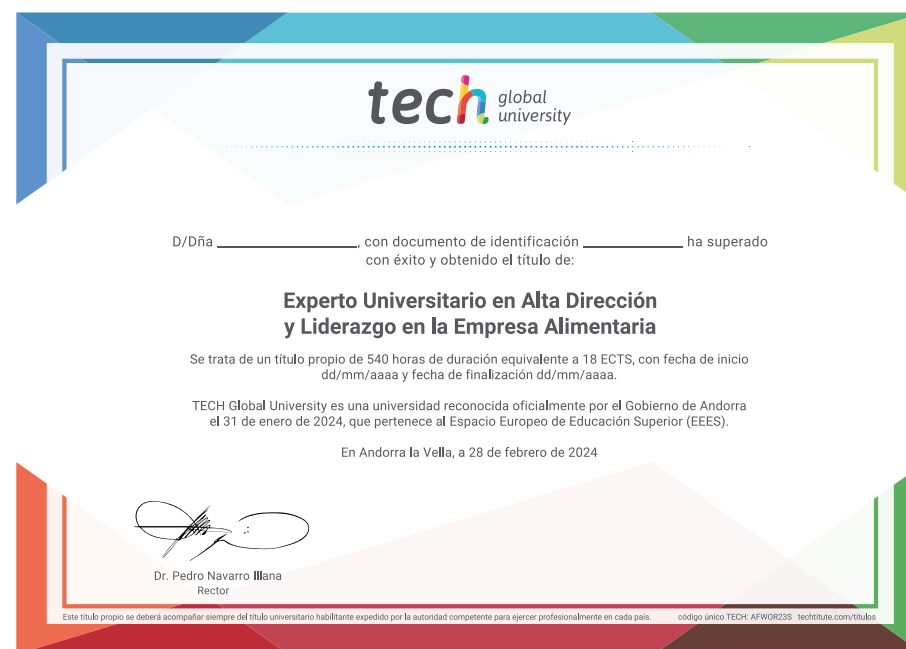 tech global
university
D/Dña ____________, con documento de identificación ____________ ha superado
con éxito y obtenido el título de:
Experto Universitario en Alta Dirección
y Liderazgo en la Empresa Alimentaria
Se trata de un título propio de 540 horas de duración equivalente a 18 ECTS, con fecha de inicio
dd/mm/aaaa y fecha de finalización dd/mm/aaaa.
TECH Global University es una universidad reconocida oficialmente por el Gobierno de Andorra
el 31 de enero de 2024, que pertenece al Espacio Europeo de Educación Superior (EEES).
En Andorra la Vella, a 28 de febrero de 2024
Dr. Pedro Navarro Illana
Rector
Este título propio se deberá acompañar siempre del título universitario habilitante expedido por la autoridad competente para ejercer profesionalmente en cada país. código único TECH: AFWOR23S techtitute.com/titulos